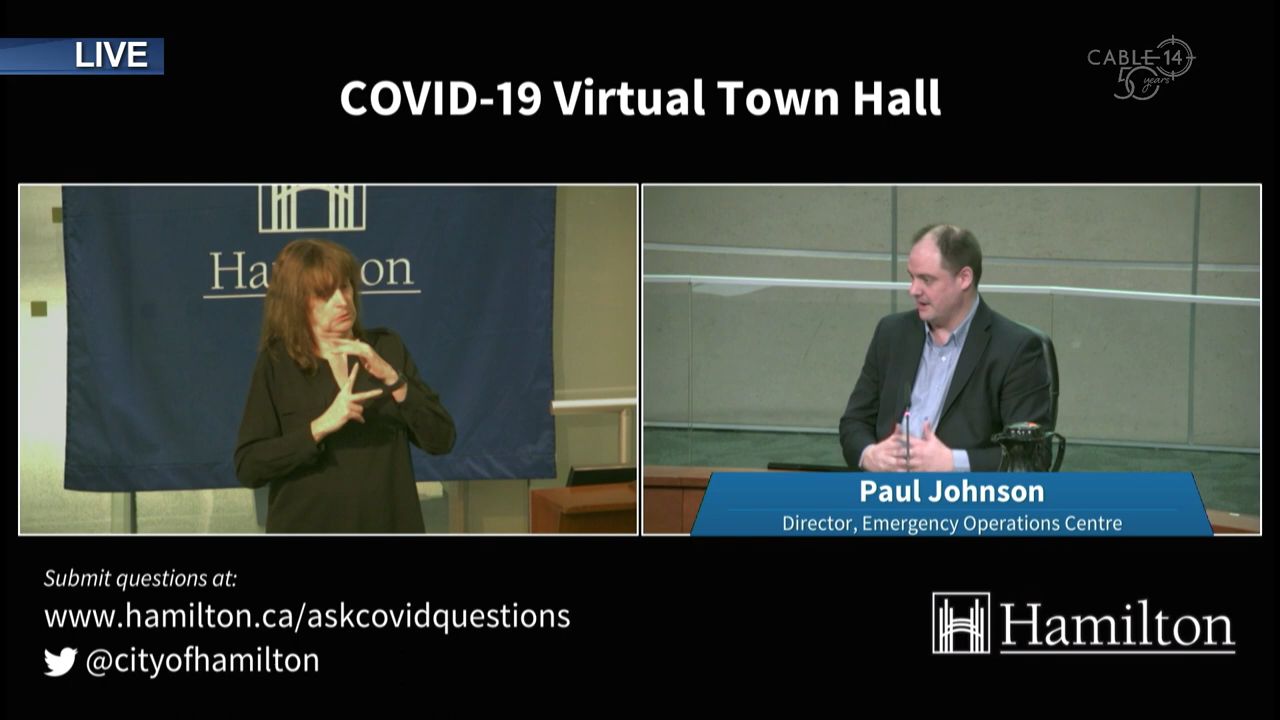 LIVE
CABLE 14
50 years
COVID-19 Virtual Town Hall
Hamilton
Paul Johnson
Director, Emergency Operations Centre
Submit questions at:
www.hamilton.ca/askcovidquestions
@cityofhamilton
Hamilton